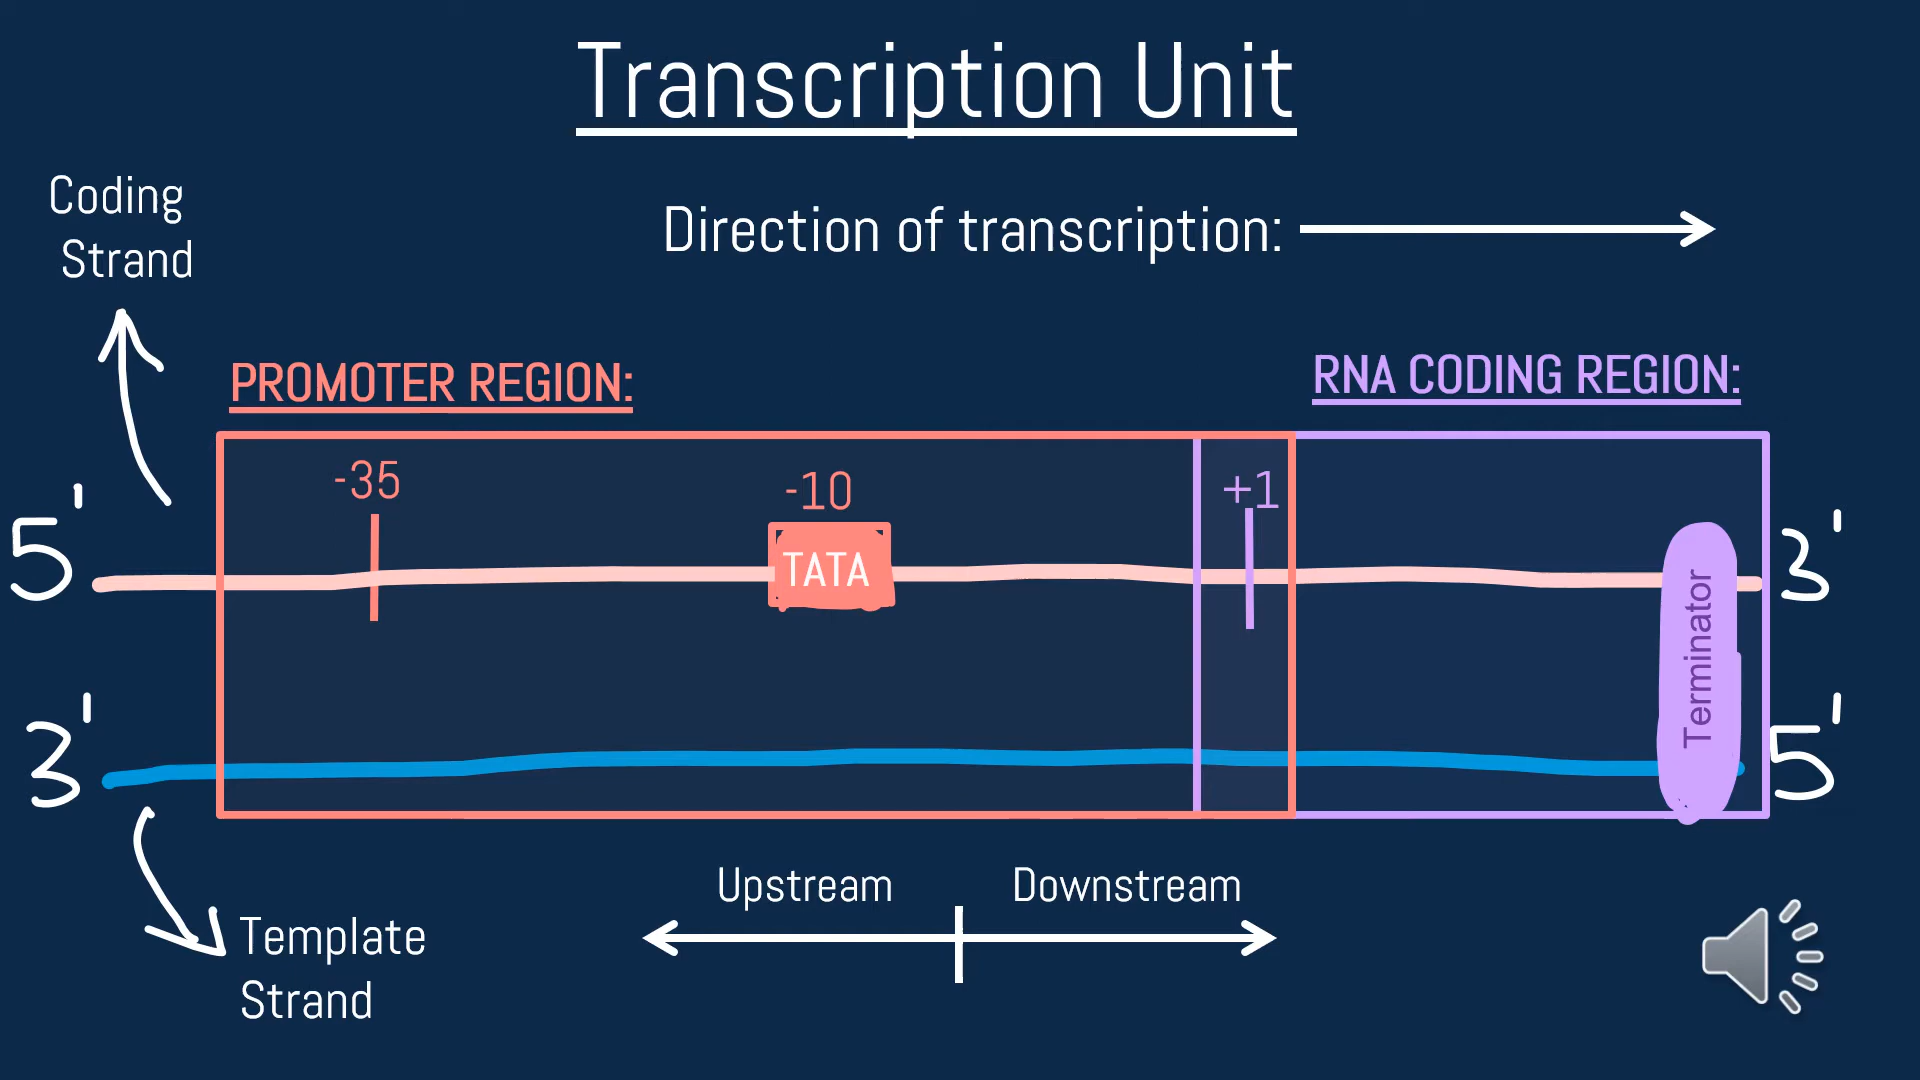 Transcription Unit
Coding
Strand
Direction of transcription:
PROMOTER REGION:
RNA CODING REGION:
-35
-10
+1
5'
TATA
3'
Terminator
3'
5'
Upstream
Downstream
Template
Strand